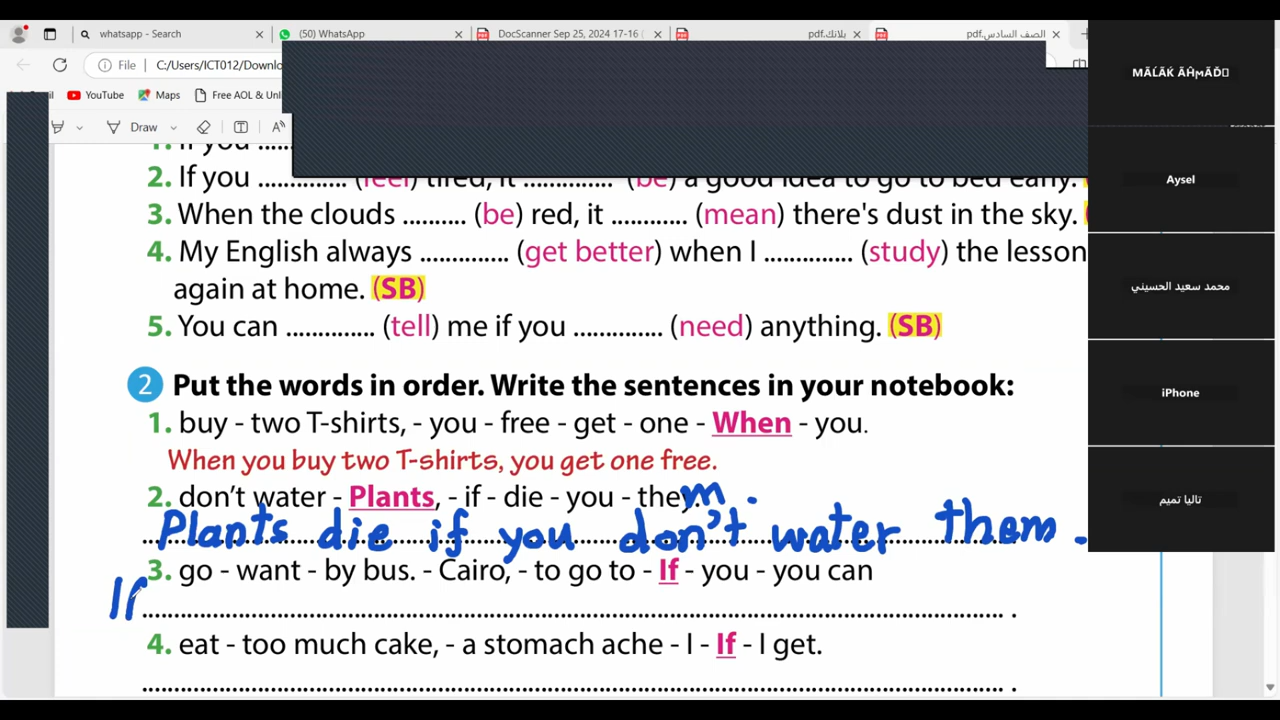 whatsapp - Search
(50) WhatsApp
DocScanner Sep 25, 2024 17-16 (
بلانك.pdf
الصف السادس.pdf
File
C:/Users/ICT012/Downlo
YouTube
Maps
Free AOL & Unl
Draw
1. If you ......
2. If you .............. (feel) tired, it .............. (be) a good idea to go to bed early.
3. When the clouds .......... (be) red, it ............ (mean) there's dust in the sky.
4. My English always .............. (get better) when I .............. (study) the lesson
again at home. (SB)
5. You can .............. (tell) me if you .............. (need) anything. (SB)
2 Put the words in order. Write the sentences in your notebook:
1. buy - two T-shirts, - you - free - get - one - When - you.
When you buy two T-shirts, you get one free.
2. don't water - Plants, - if - die - you - them .
Plants die if you don't water them .
3. go - want - by bus. - Cairo, - to go to - If - you - you can
If
4. eat - too much cake, - a stomach ache - I - If - I get.
MÃĹÃḰ ÃĤϻÃĎ
Aysel
محمد سعيد الحسيني
iPhone
تاليا تميم